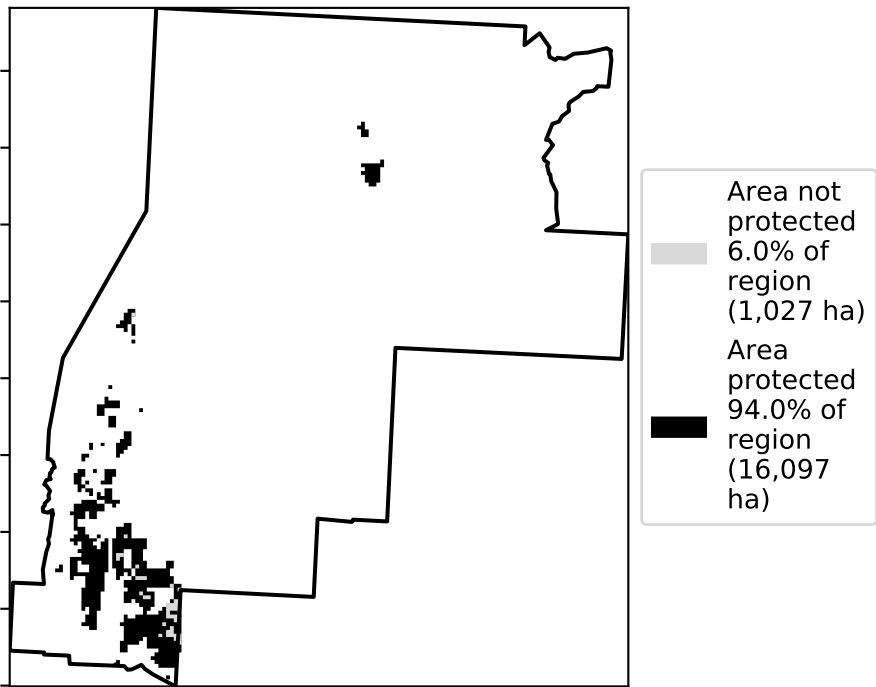 Area not
protected
6.0% of
region
(1,027 ha)
Area
protected
94.0% of
region
(16,097
ha)